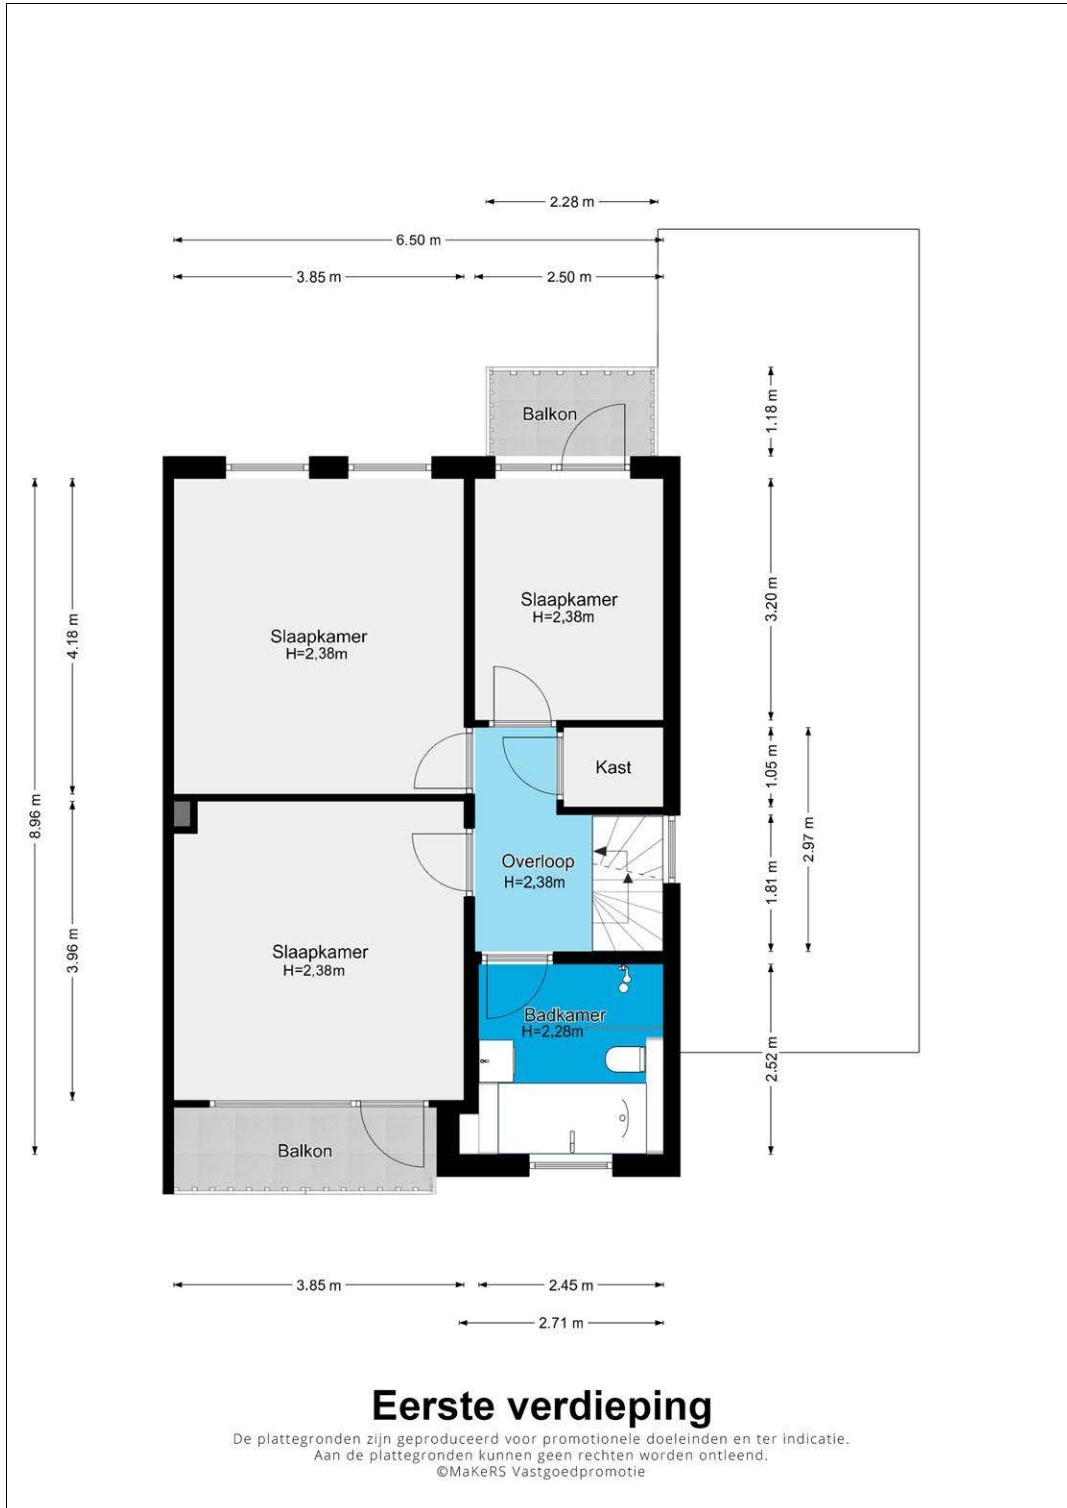 2.28 m
6.50 m
3.85 m
2.50 m
Balkon
1.18 m
Slaapkamer
H=2,38m
Slaapkamer
H=2,38m
4.18 m
3.20 m
8.96 m
Kast
1.05 m
Overloop
H=2,38m
2.97 m
1.81 m
3.96 m
Slaapkamer
H=2,38m
Badkamer
H=2,28m
2.52 m
Balkon
3.85 m
2.45 m
2.71 m
Eerste verdieping
De plattegronden zijn geproduceerd voor promotionele doeleinden en ter indicatie.
Aan de plattegronden kunnen geen rechten worden ontleend.
©MaKeRS Vastgoedpromotie